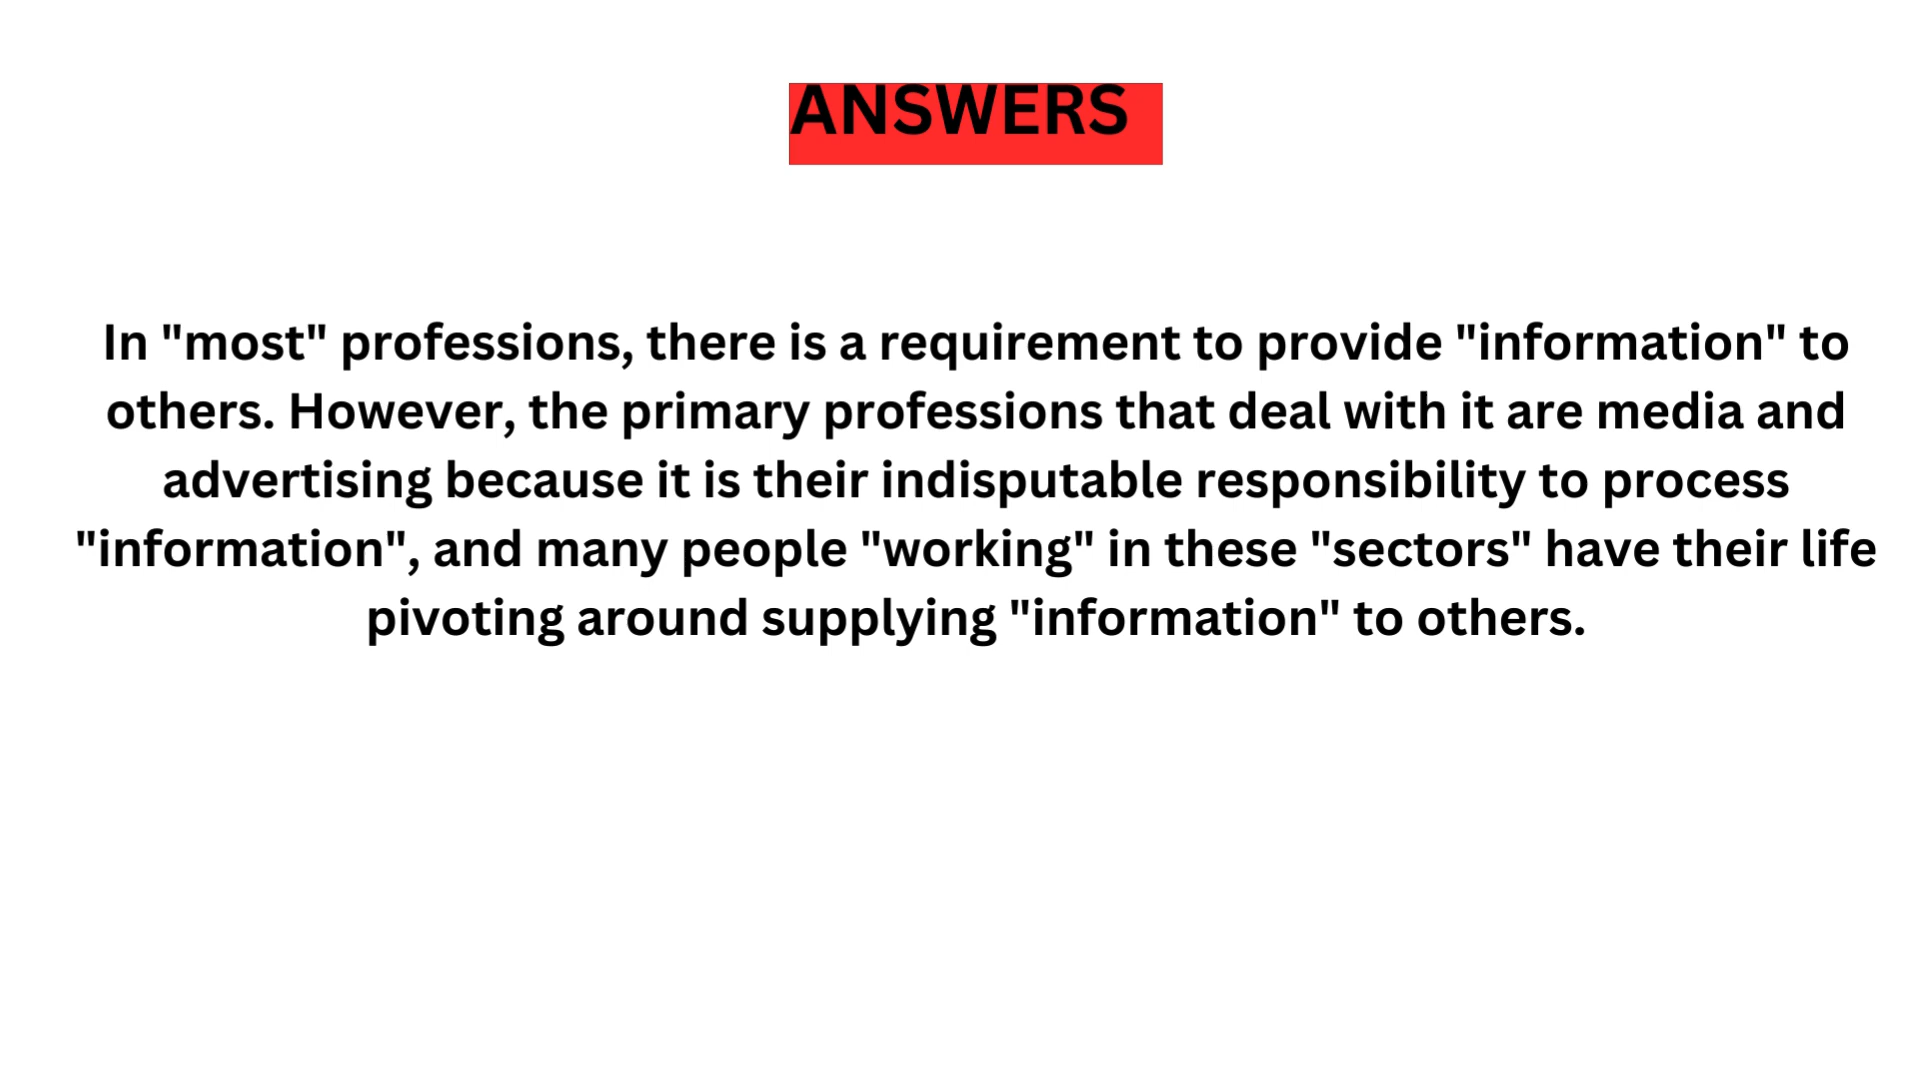 ANSWERS
In "most" professions, there is a requirement to provide "information" to
others. However, the primary professions that deal with it are media and
advertising because it is their indisputable responsibility to process
"information", and many people "working" in these "sectors" have their life
pivoting around supplying "information" to others.